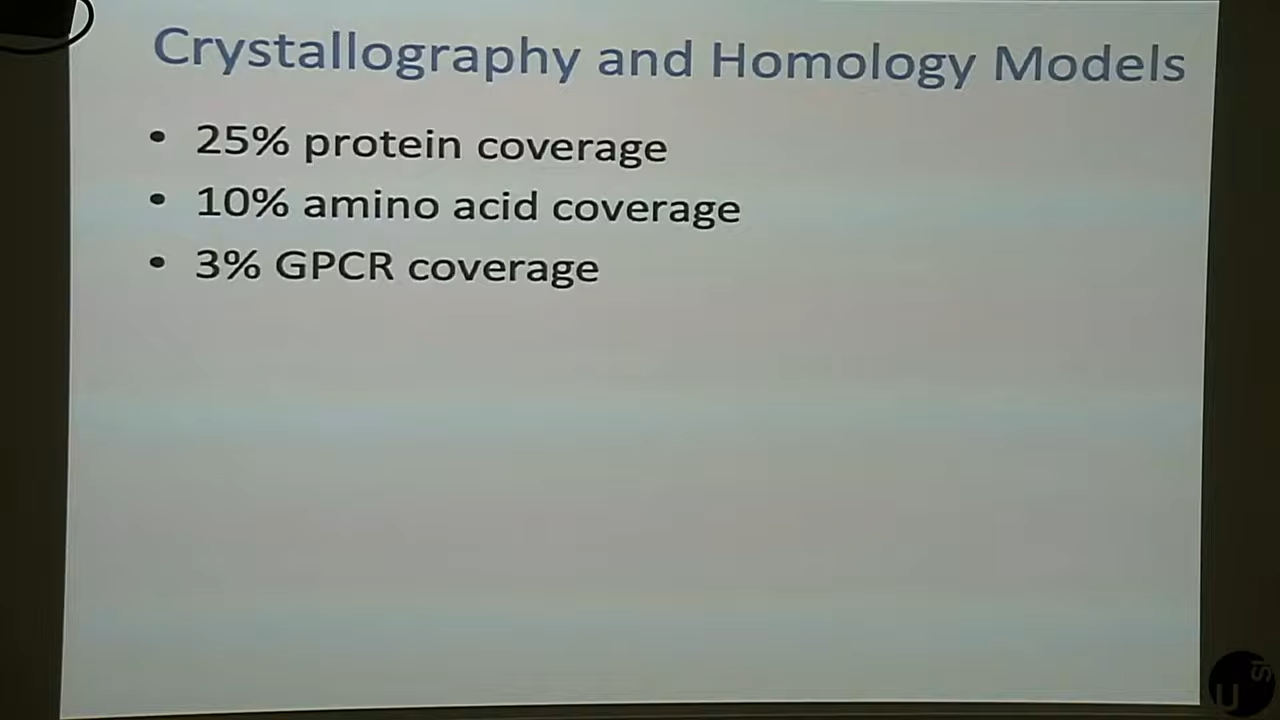 Crystallography and Homology Models
• 25% protein coverage
• 10% amino acid coverage
• 3% GPCR coverage